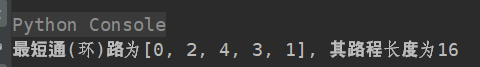 Python Console
最短通(环)路为[0, 2, 4, 3, 1], 其路程长度为16